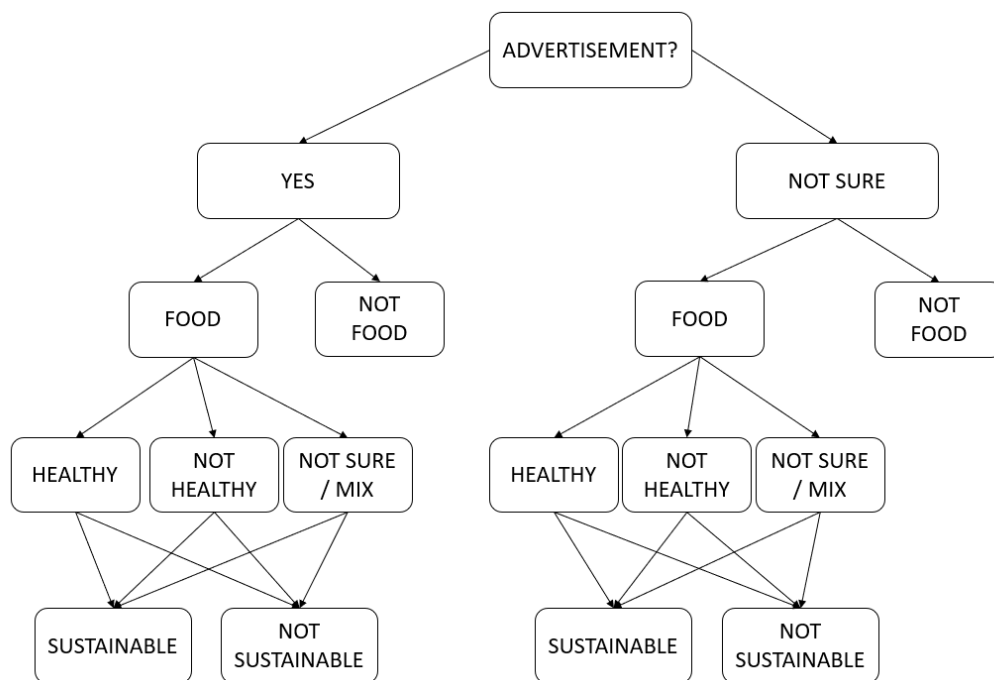 ADVERTISEMENT?
YES
NOT SURE
FOOD
NOT
FOOD
FOOD
NOT
FOOD
HEALTHY
NOT
HEALTHY
NOT SURE
/ MIX
HEALTHY
NOT
HEALTHY
NOT SURE
/ MIX
SUSTAINABLE
NOT
SUSTAINABLE
SUSTAINABLE
NOT
SUSTAINABLE